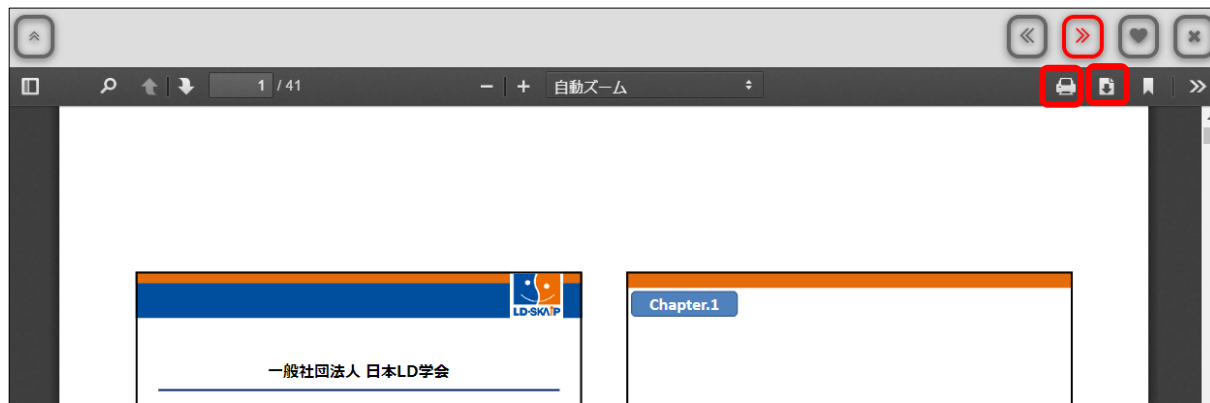 1 / 41
自動ズーム
LD-SKAIP
Chapter.1
一般社団法人 日本LD学会